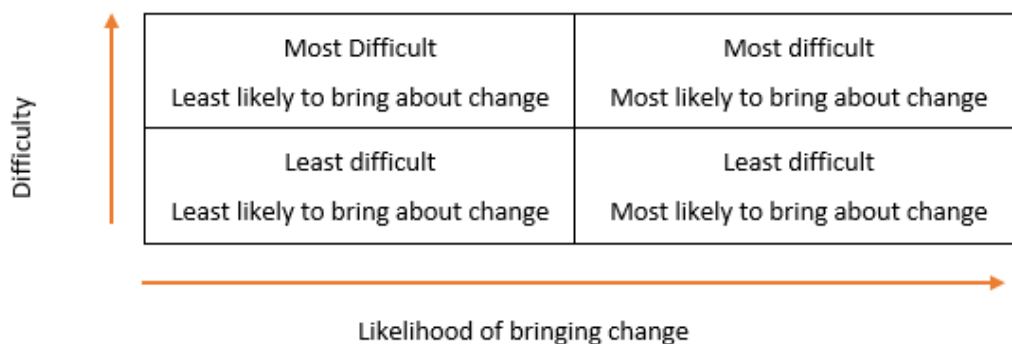 Difficulty
Most Difficult
Least likely to bring about change
Most difficult
Most likely to bring about change
Least difficult
Least likely to bring about change
Least difficult
Most likely to bring about change
Likelihood of bringing change